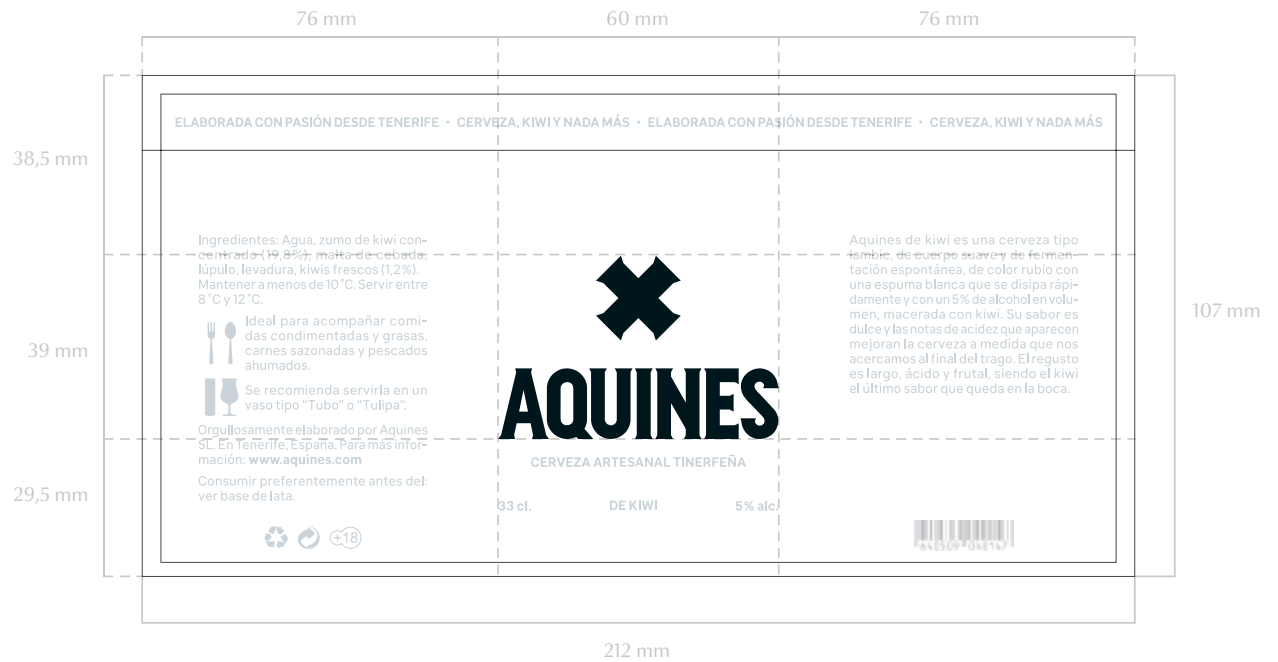 76 mm
60 mm
76 mm
ELABORADA CON PASIÓN DESDE TENERIFE · CERVEZA, KIWI Y NADA MÁS · ELABORADA CON PASIÓN DESDE TENERIFE · CERVEZA, KIWI Y NADA MÁS
38,5 mm
39 mm
29,5 mm
Ingredientes: Agua, zumo de kiwi con-
centrado (19,8%), malta de cebada,
lúpulo, levadura, kiwis frescos (1,2%).
Mantener a menos de 10 °C. Servir entre
8 °C y 12 °C.
Ideal para acompañar comi-
das condimentadas y grasas,
carnes sazonadas y pescados
ahumados.
Se recomienda servirla en un
vaso tipo "Tubo" o "Tulipa".
Orgullosamente elaborado por Aquines
SL. En Tenerife, España. Para más infor-
mación: www.aquines.com
Consumir preferentemente antes del:
ver base de lata.
+18
AQUINES
CERVEZA ARTESANAL TINERFEÑA
33 cl.
DE KIWI
5% alc.
Aquines de kiwi es una cerveza tipo
lambic, de cuerpo suave y de fermen-
tación espontánea, de color rubio con
una espuma blanca que se disipa rápi-
damente y con un 5% de alcohol en volu-
men, macerada con kiwi. Su sabor es
dulce y las notas de acidez que aparecen
mejoran la cerveza a medida que nos
acercamos al final del trago. El regusto
es largo, ácido y frutal, siendo el kiwi
el último sabor que queda en la boca.
107 mm
212 mm